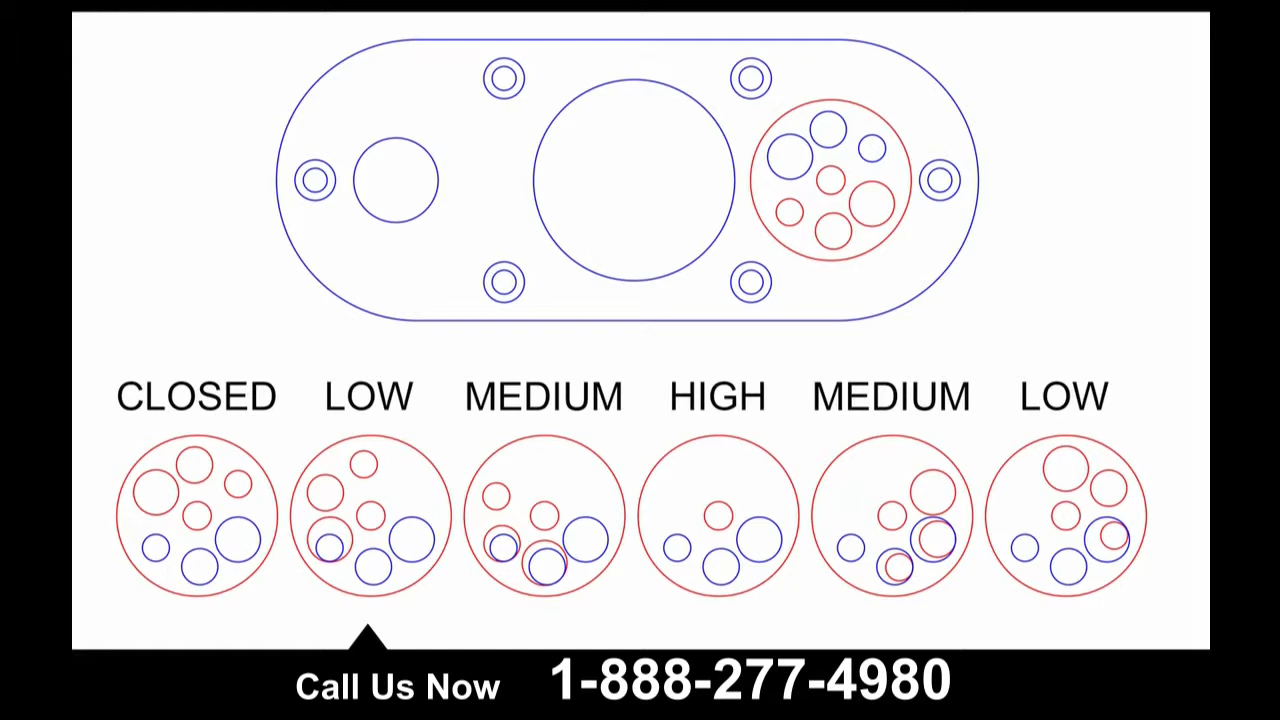 CLOSED LOW MEDIUM HIGH MEDIUM LOW
Call Us Now 1-888-277-4980